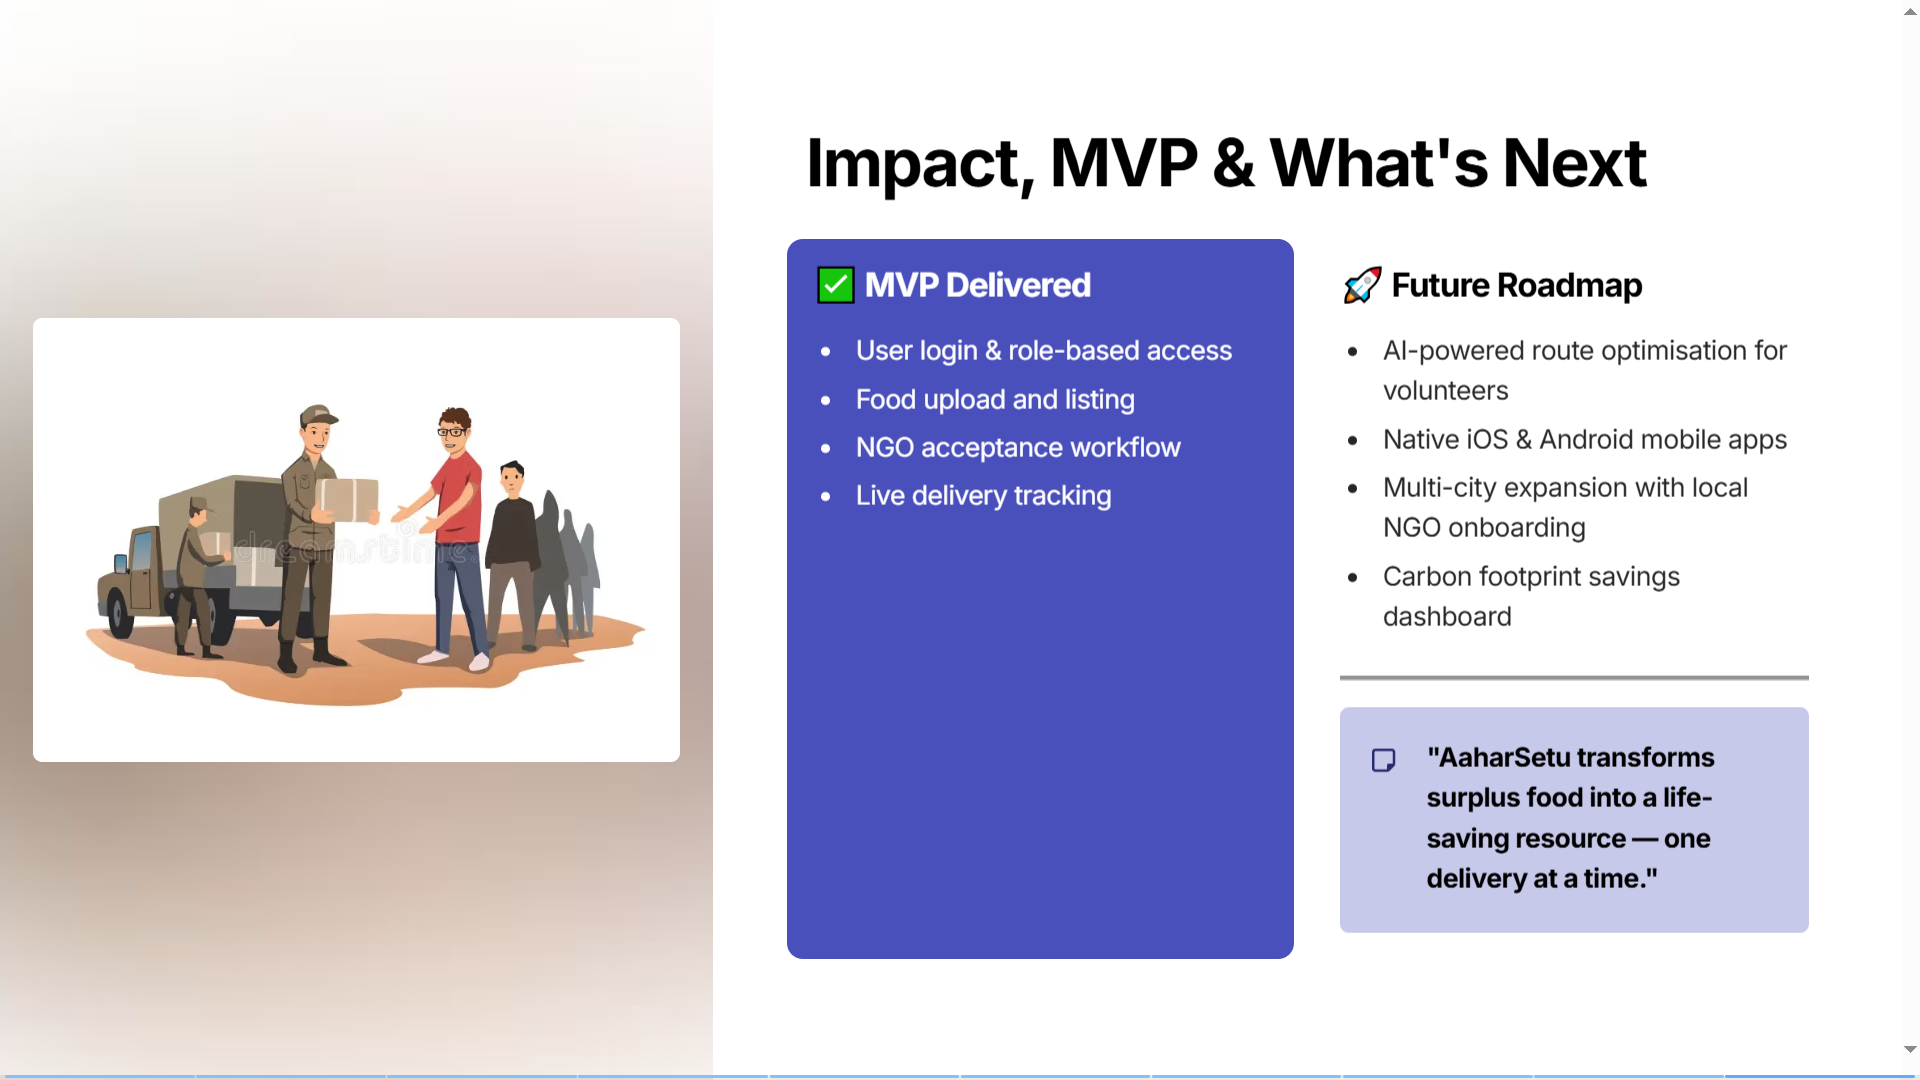 Impact, MVP & What's Next
✅ MVP Delivered
• User login & role-based access
• Food upload and listing
• NGO acceptance workflow
• Live delivery tracking
🚀 Future Roadmap
• AI-powered route optimisation for
volunteers
• Native iOS & Android mobile apps
• Multi-city expansion with local
NGO onboarding
• Carbon footprint savings
dashboard
"AaharSetu transforms
surplus food into a life-
saving resource — one
delivery at a time."
dreamstime.